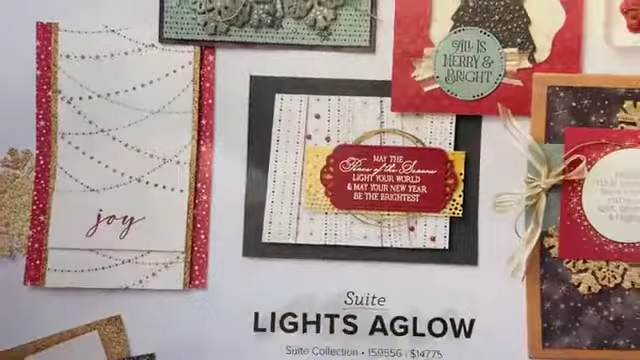 ALL IS
MERRY &
BRIGHT
MAY THE
Peace of the Season
LIGHT YOUR WORLD
& MAY YOUR NEW YEAR
BE THE BRIGHTEST
joy
Suite
LIGHTS AGLOW
Suite Collection • 159556 | $147.75